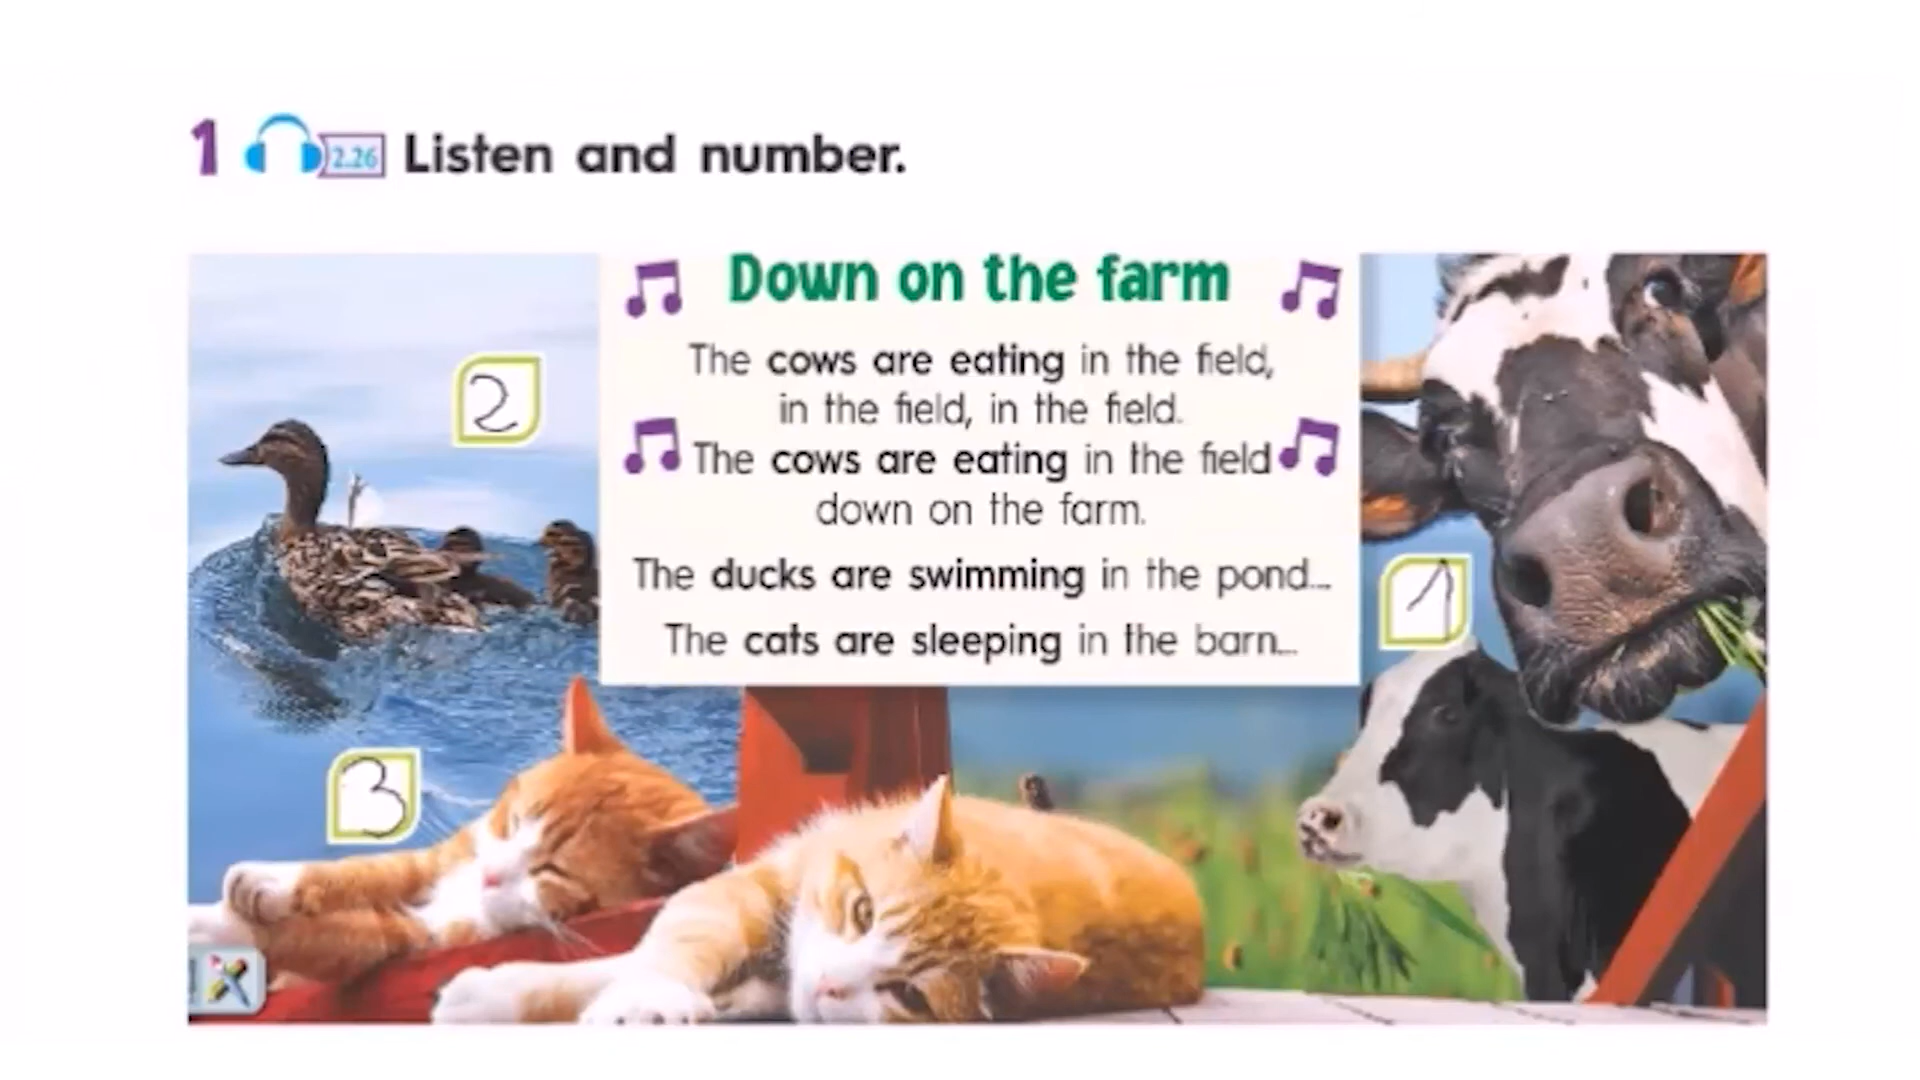 1 2.26 Listen and number.
Down on the farm
The cows are eating in the field,
in the field, in the field.
The cows are eating in the field
down on the farm.
The ducks are swimming in the pond...
The cats are sleeping in the barn...
2
1
3